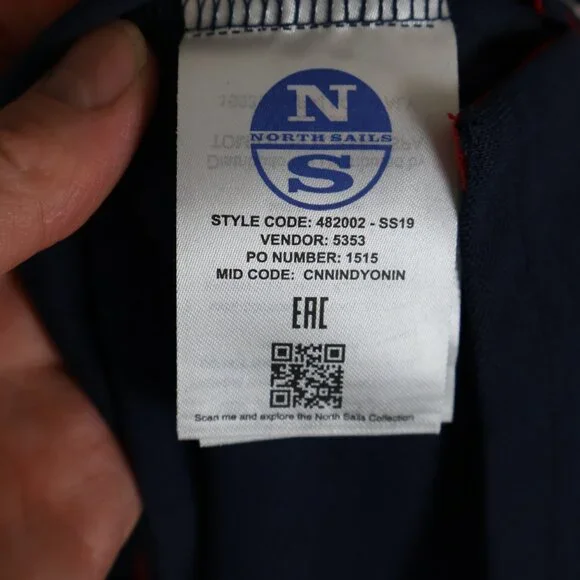 N
NORTH SAILS
S
STYLE CODE: 482002 - SS19
VENDOR: 5353
PO NUMBER: 1515
MID CODE: CNNINDYONIN
EAC
Scan me and explore the North Sails Collection